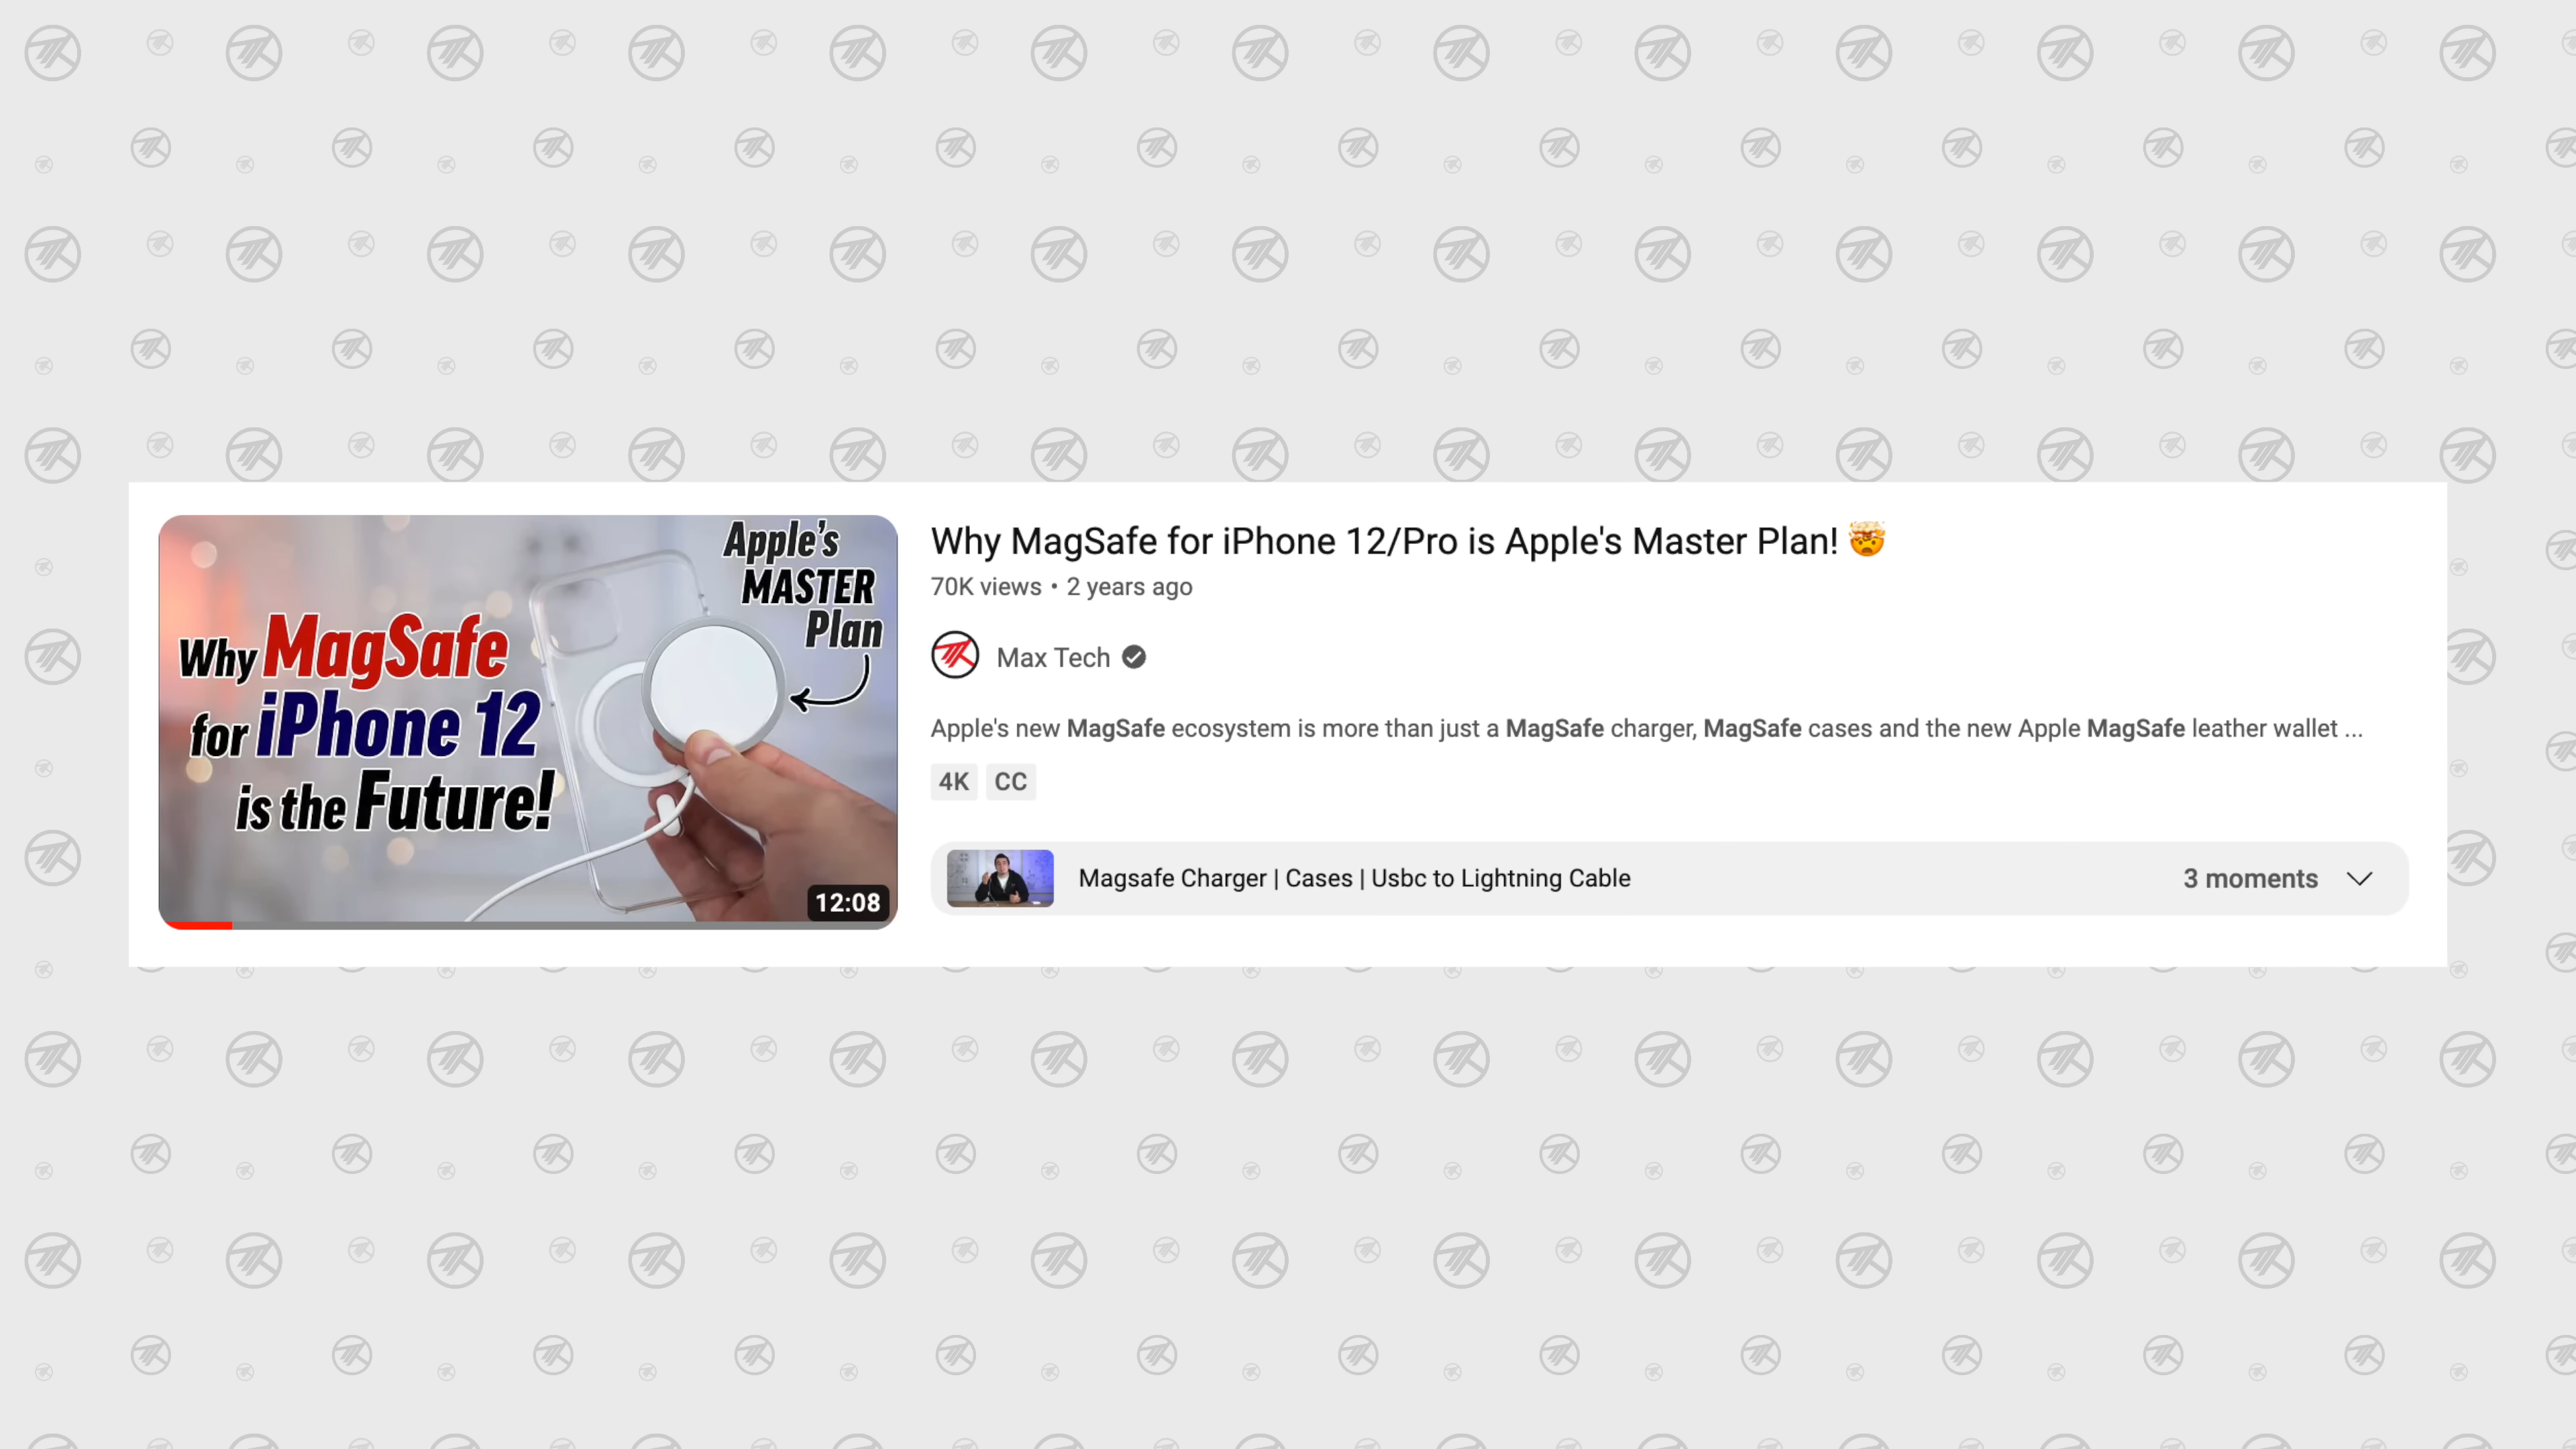 Apple's
MASTER
Plan
Why MagSafe
for iPhone 12
is the Future!
12:08
Why MagSafe for iPhone 12/Pro is Apple's Master Plan! 🤯
70K views • 2 years ago
Max Tech
Apple's new MagSafe ecosystem is more than just a MagSafe charger, MagSafe cases and the new Apple MagSafe leather wallet ...
4K CC
Magsafe Charger | Cases | Usbc to Lightning Cable
3 moments